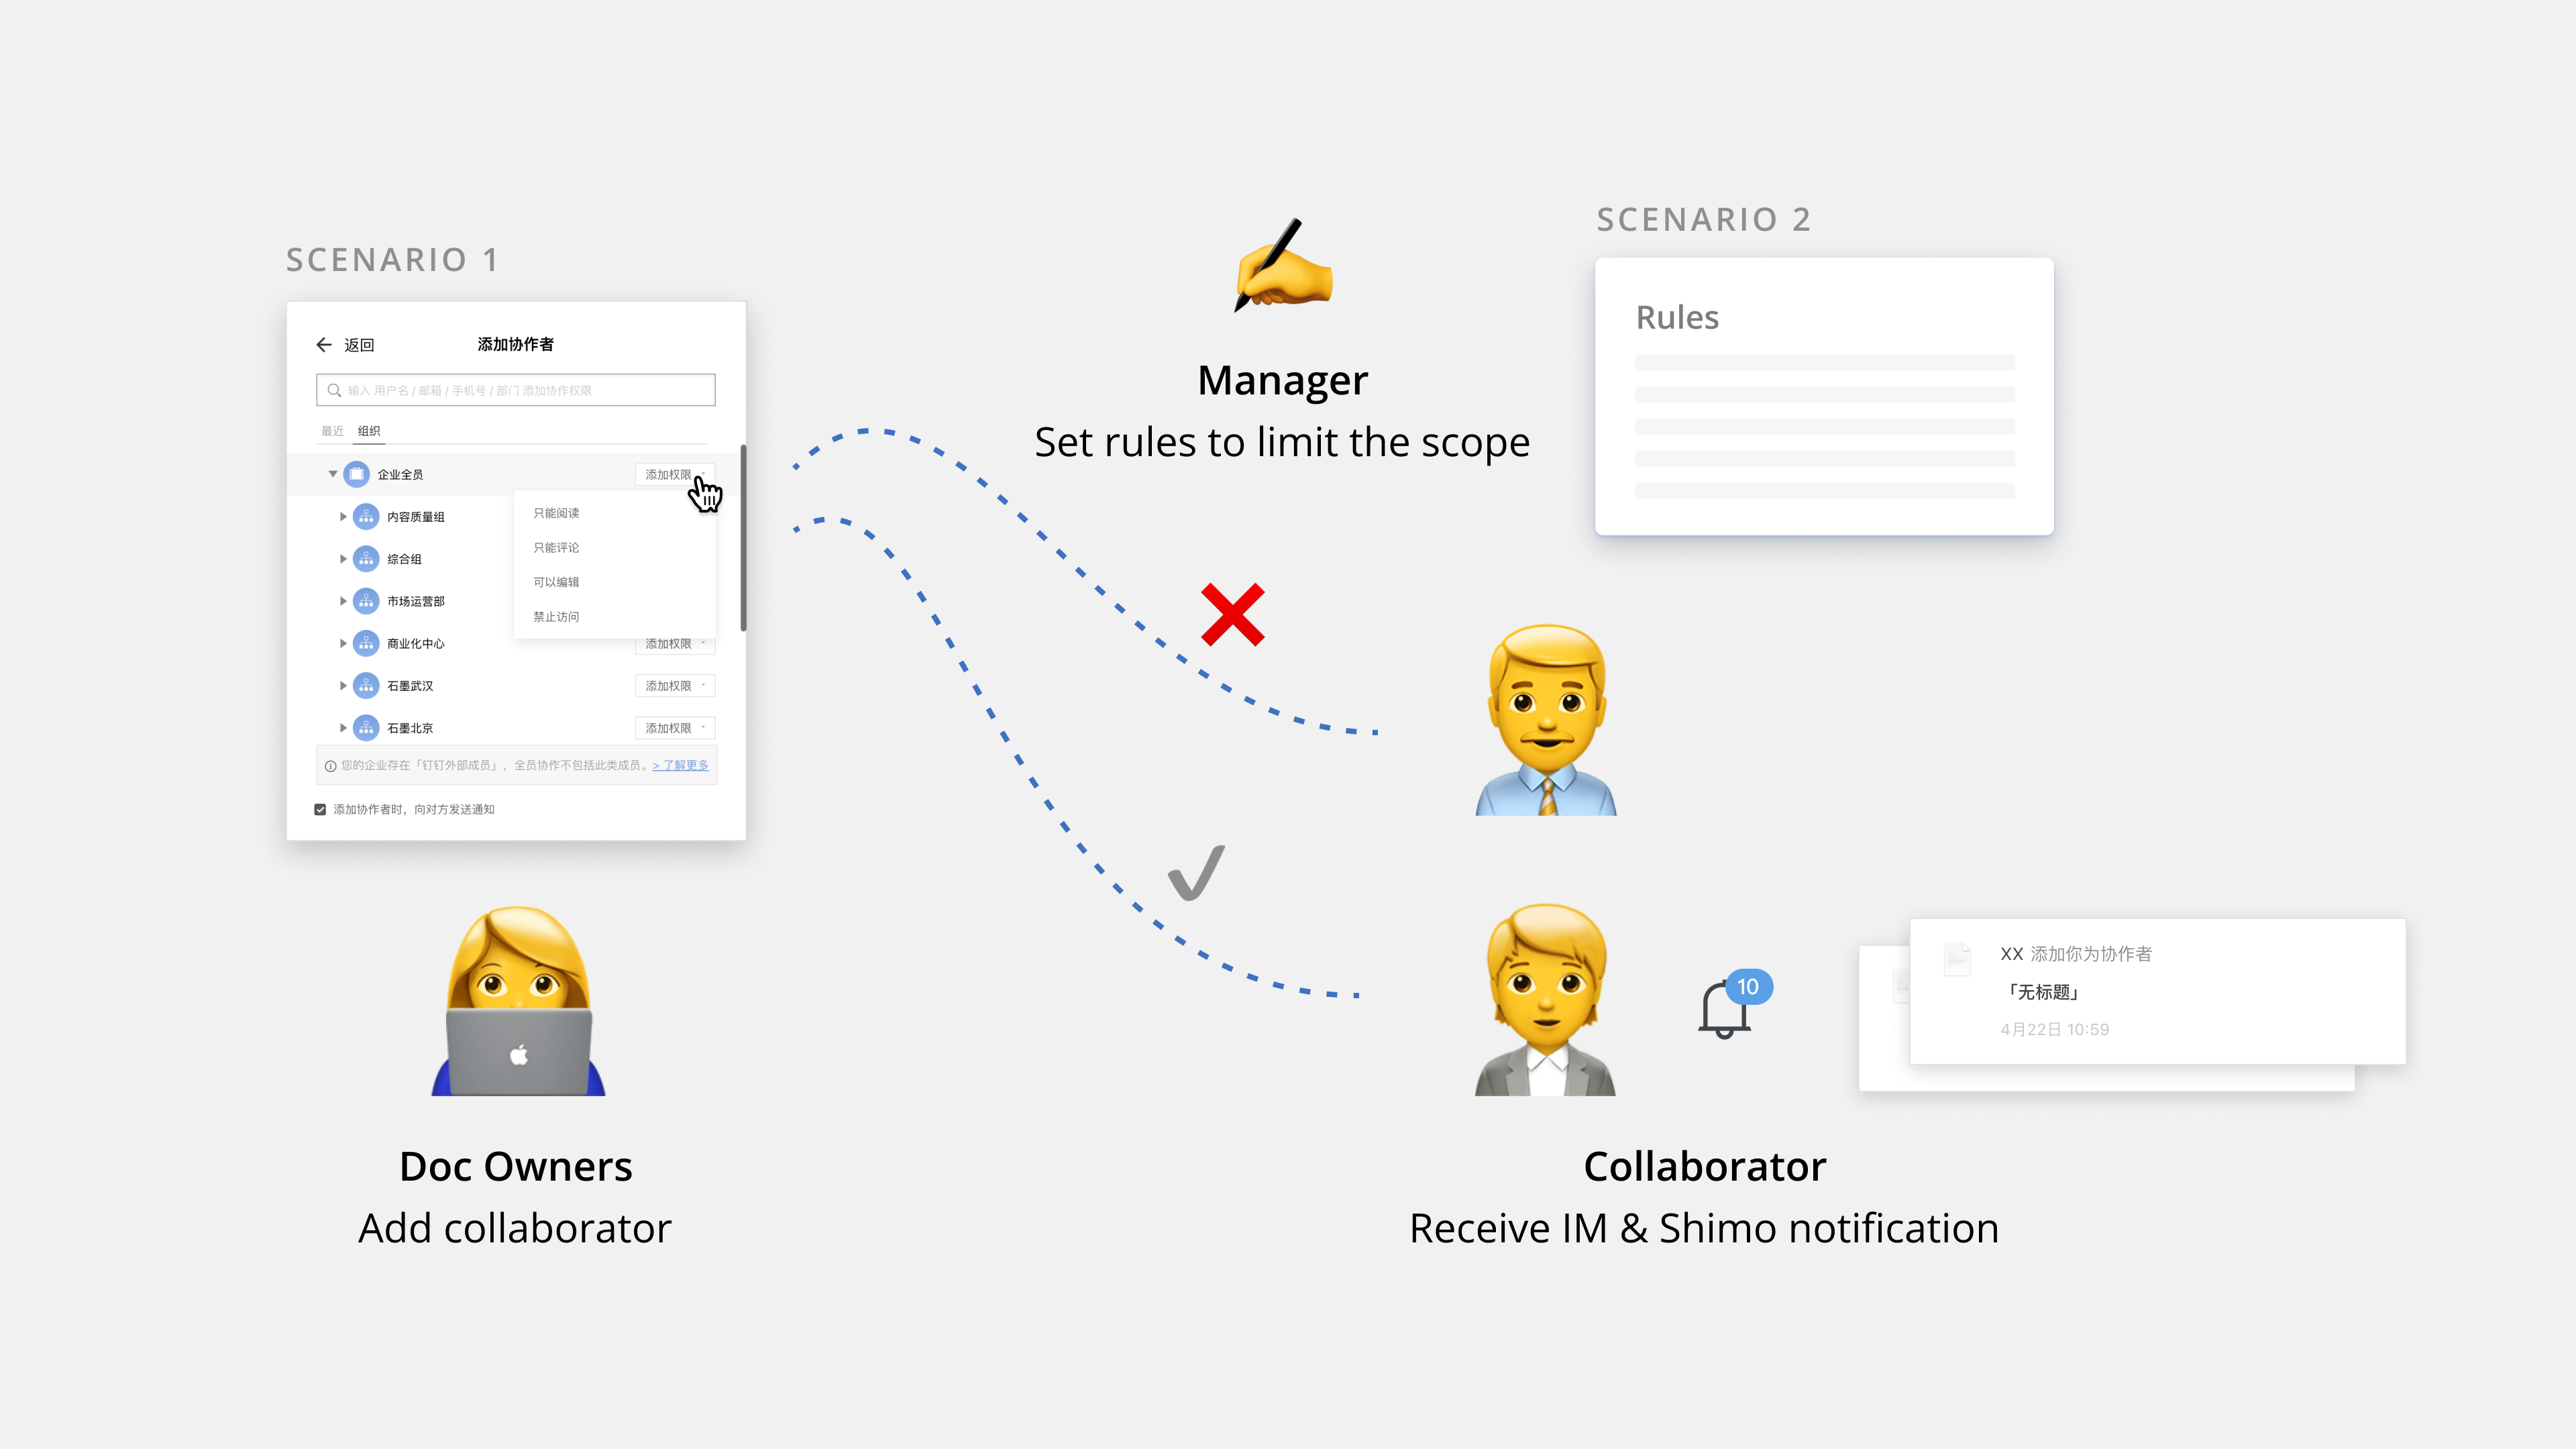 SCENARIO 1
返回
添加协作者
输入 用户名 / 邮箱 / 手机号 / 部门 添加协作权限
最近 组织
企业全员 添加权限
内容质量组
只能阅读
只能评论
综合组
可以编辑
市场运营部
禁止访问
商业化中心 添加权限
石墨武汉 添加权限
石墨北京 添加权限
您的企业存在「钉钉外部成员」，全员协作不包括此类成员。> 了解更多
添加协作者时，向对方发送通知
Doc Owners
Add collaborator
Manager
Set rules to limit the scope
SCENARIO 2
Rules
10
XX 添加你为协作者
「无标题」
4月22日 10:59
Collaborator
Receive IM & Shimo notification